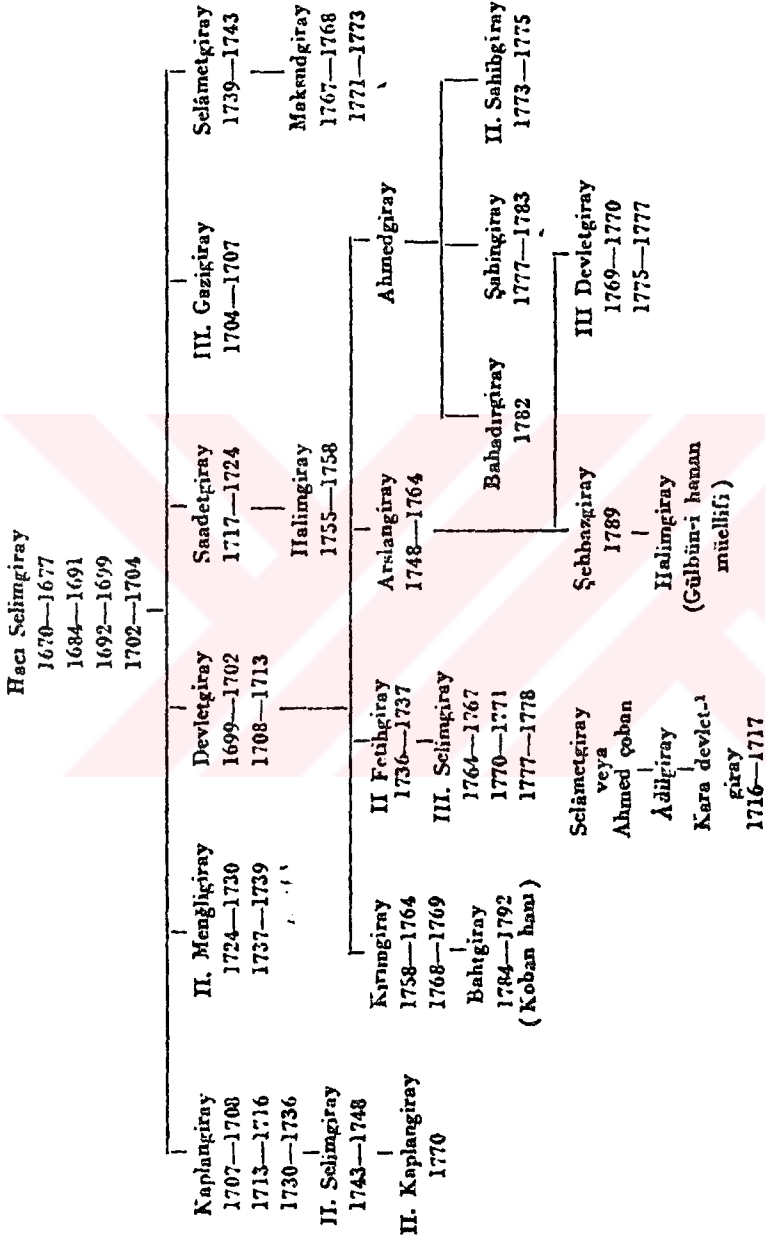 Hacı Selimgiray
1670—1677
1684—1691
1692—1699
1702—1704
Kaplangiray
1707—1708
1713—1716
1730—1736
II. Selimgiray
1743—1748
II. Kaplangiray
1770
II. Mengligiray
1724—1730
1737—1739
Devletgiray
1699—1702
1708—1713
Saadetgiray
1717—1724
Halimgiray
1755—1758
III. Gazigiray
1704—1707
Selâmetgiray
1739—1743
Maksudgiray
1767—1768
1771—1773
Kırımgiray
1758—1764
1768—1769
Bahtgiray
1784—1792
(Koban hanı)
II Fetihgiray
1736—1737
III. Selimgiray
1764—1767
1770—1771
1777—1778
Arslangiray
1748—1764
Ahmedgiray
Bahadırgiray
1782
Şahingiray
1777—1783
II. Sahibgiray
1773—1775
Şehbazgiray
1789
Halimgiray
(Gülbün-i hanan
müellifi)
III Devletgiray
1769—1770
1775—1777
Selâmetgiray
veya
Ahmed çoban
Âdilgiray
Kara devlet-¹
giray
1716—1717